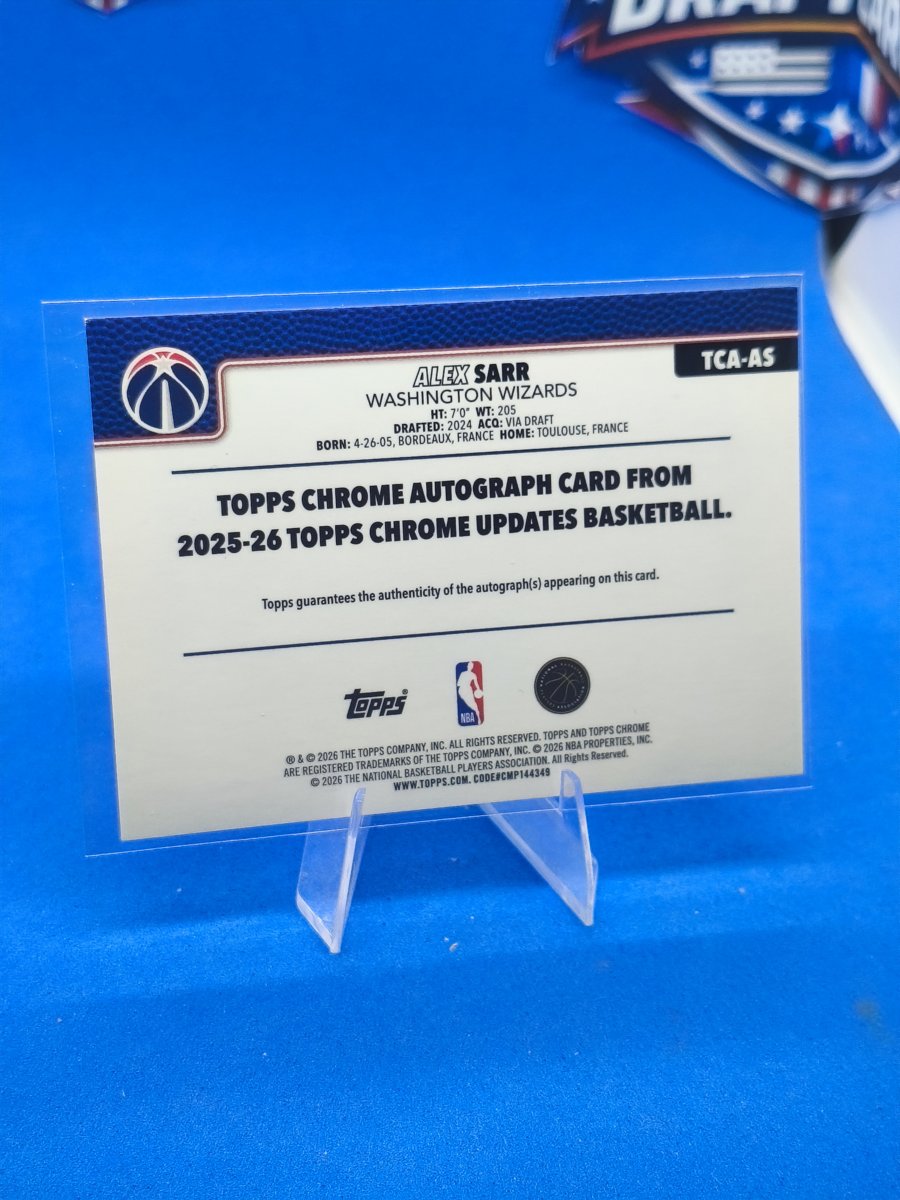 DRAFT
TCA-AS
ALEX SARR
WASHINGTON WIZARDS
HT: 7'0" WT: 205
DRAFTED: 2024 ACQ: VIA DRAFT
BORN: 4-26-05, BORDEAUX, FRANCE HOME: TOULOUSE, FRANCE
TOPPS CHROME AUTOGRAPH CARD FROM
2025-26 TOPPS CHROME UPDATES BASKETBALL.
Topps guarantees the authenticity of the autograph(s) appearing on this card.
topps®
NBA
® & © 2026 THE TOPPS COMPANY, INC. ALL RIGHTS RESERVED. TOPPS AND TOPPS CHROME
ARE REGISTERED TRADEMARKS OF THE TOPPS COMPANY, INC. © 2026 NBA PROPERTIES, INC.
© 2026 THE NATIONAL BASKETBALL PLAYERS ASSOCIATION. All Rights Reserved.
WWW.TOPPS.COM. CODE#CMP144349